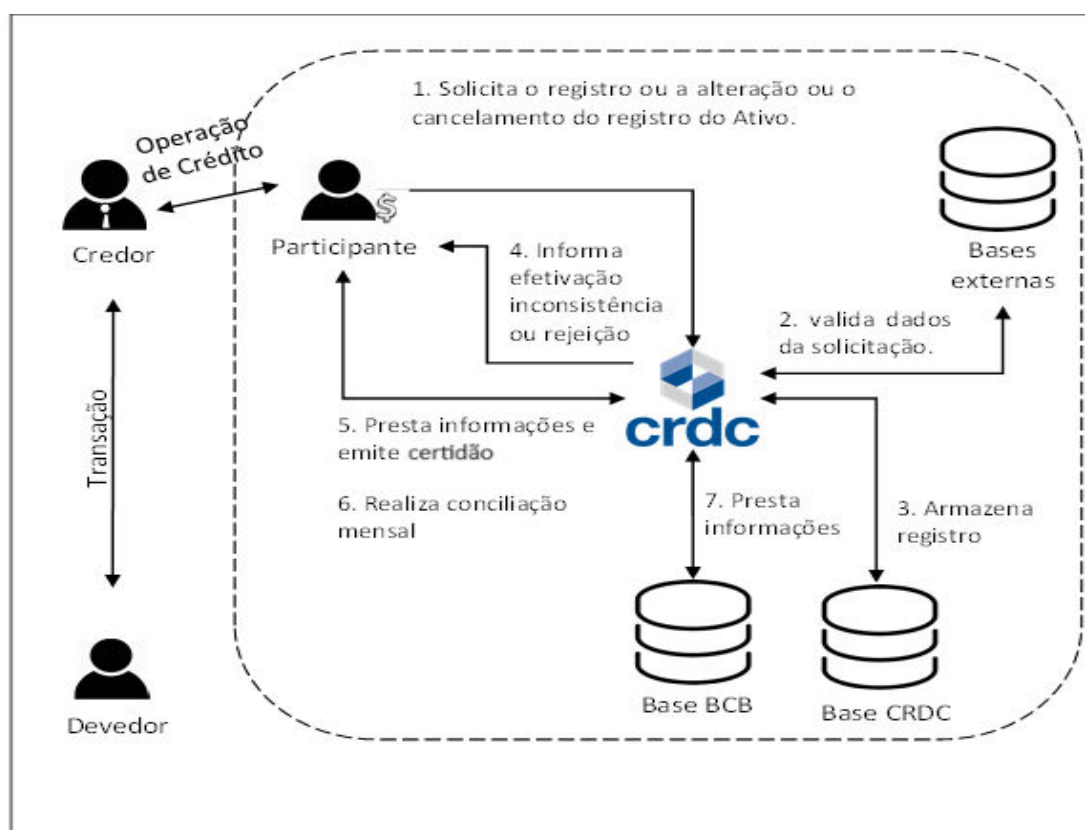 1. Solicita o registro ou a alteração ou o
cancelamento do registro do Ativo.
Operação
de Crédito
Credor
Participante
$
Bases
externas
4. Informa
efetivação
inconsistência
ou rejeição
2. valida dados
da solicitação.
crdc
Transação
5. Presta informações e
emite certidão
6. Realiza conciliação
mensal
7. Presta
informações
3. Armazena
registro
Devedor
Base BCB
Base CRDC